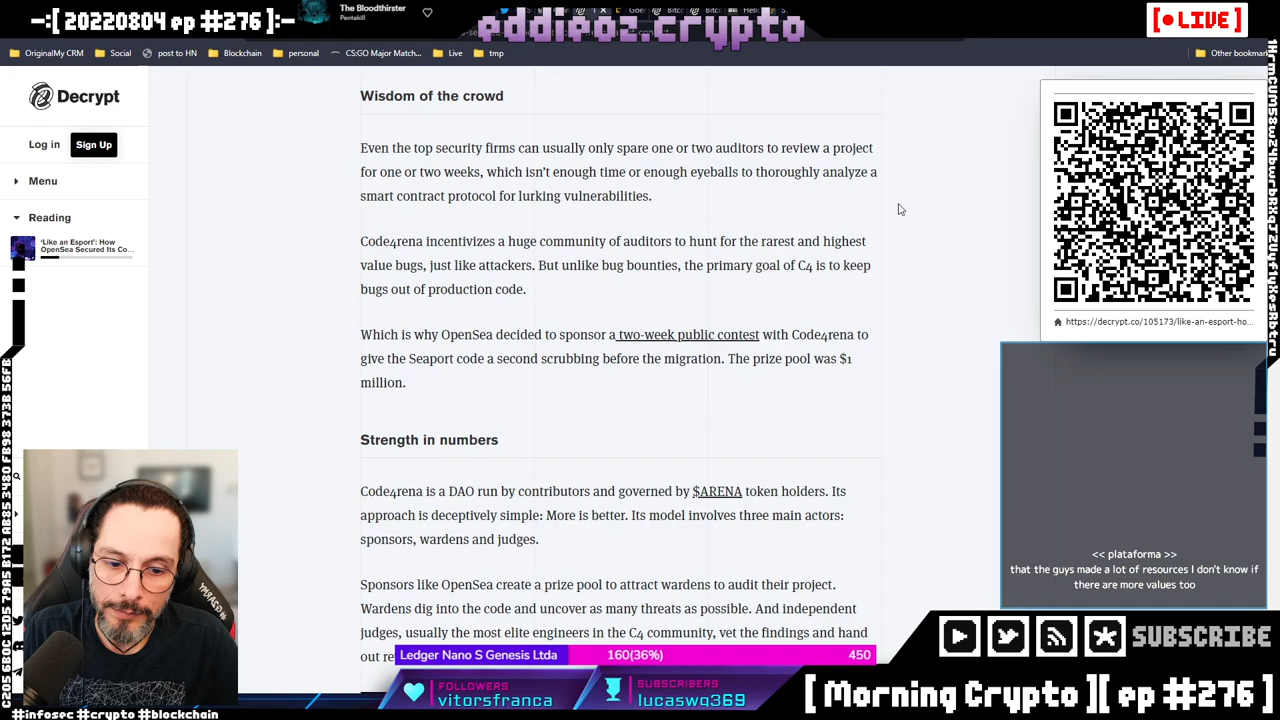 -:[ 20220804 ep #276 ]:-
The Bloodthirster
Pentakill
eddieoz.crypto
[ LIVE ]
OriginalMy CRM
Social
post to HN
Blockchain
personal
CS:GO Major Match...
Live
tmp
Other bookmar
Decrypt
Log in
Sign Up
Menu
Reading
'Like an Esport': How
OpenSea Secured Its Co...
Wisdom of the crowd
Even the top security firms can usually only spare one or two auditors to review a project
for one or two weeks, which isn't enough time or enough eyeballs to thoroughly analyze a
smart contract protocol for lurking vulnerabilities.
Code4rena incentivizes a huge community of auditors to hunt for the rarest and highest
value bugs, just like attackers. But unlike bug bounties, the primary goal of C4 is to keep
bugs out of production code.
Which is why OpenSea decided to sponsor a two-week public contest with Code4rena to
give the Seaport code a second scrubbing before the migration. The prize pool was $1
million.
Strength in numbers
Code4rena is a DAO run by contributors and governed by $ARENA token holders. Its
approach is deceptively simple: More is better. Its model involves three main actors:
sponsors, wardens and judges.
Sponsors like OpenSea create a prize pool to attract wardens to audit their project.
Wardens dig into the code and uncover as many threats as possible. And independent
judges, usually the most elite engineers in the C4 community, vet the findings and hand
out re
https://decrypt.co/105173/like-an-esport-ho...
<< plataforma >>
that the guys made a lot of resources I don't know if
there are more values too
Ledger Nano S Genesis Ltda
160(36%)
450
FOLLOWERS
vitorsfranca
SUBSCRIBERS
lucaswg369
SUBSCRIBE
[ Morning Crypto ][ ep #276 ]
#infosec #crypto #blockchain